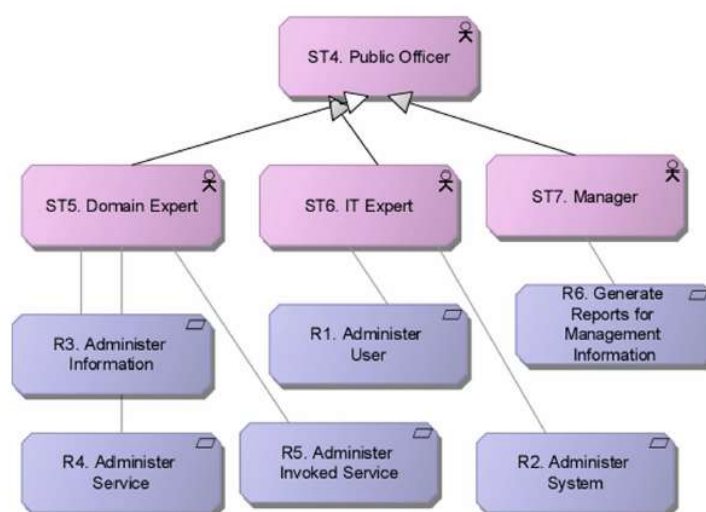 ST4. Public Officer
ST5. Domain Expert
ST6. IT Expert
ST7. Manager
R3. Administer
Information
R1. Administer
User
R6. Generate
Reports for
Management
Information
R4. Administer
Service
R5. Administer
Invoked Service
R2. Administer
System